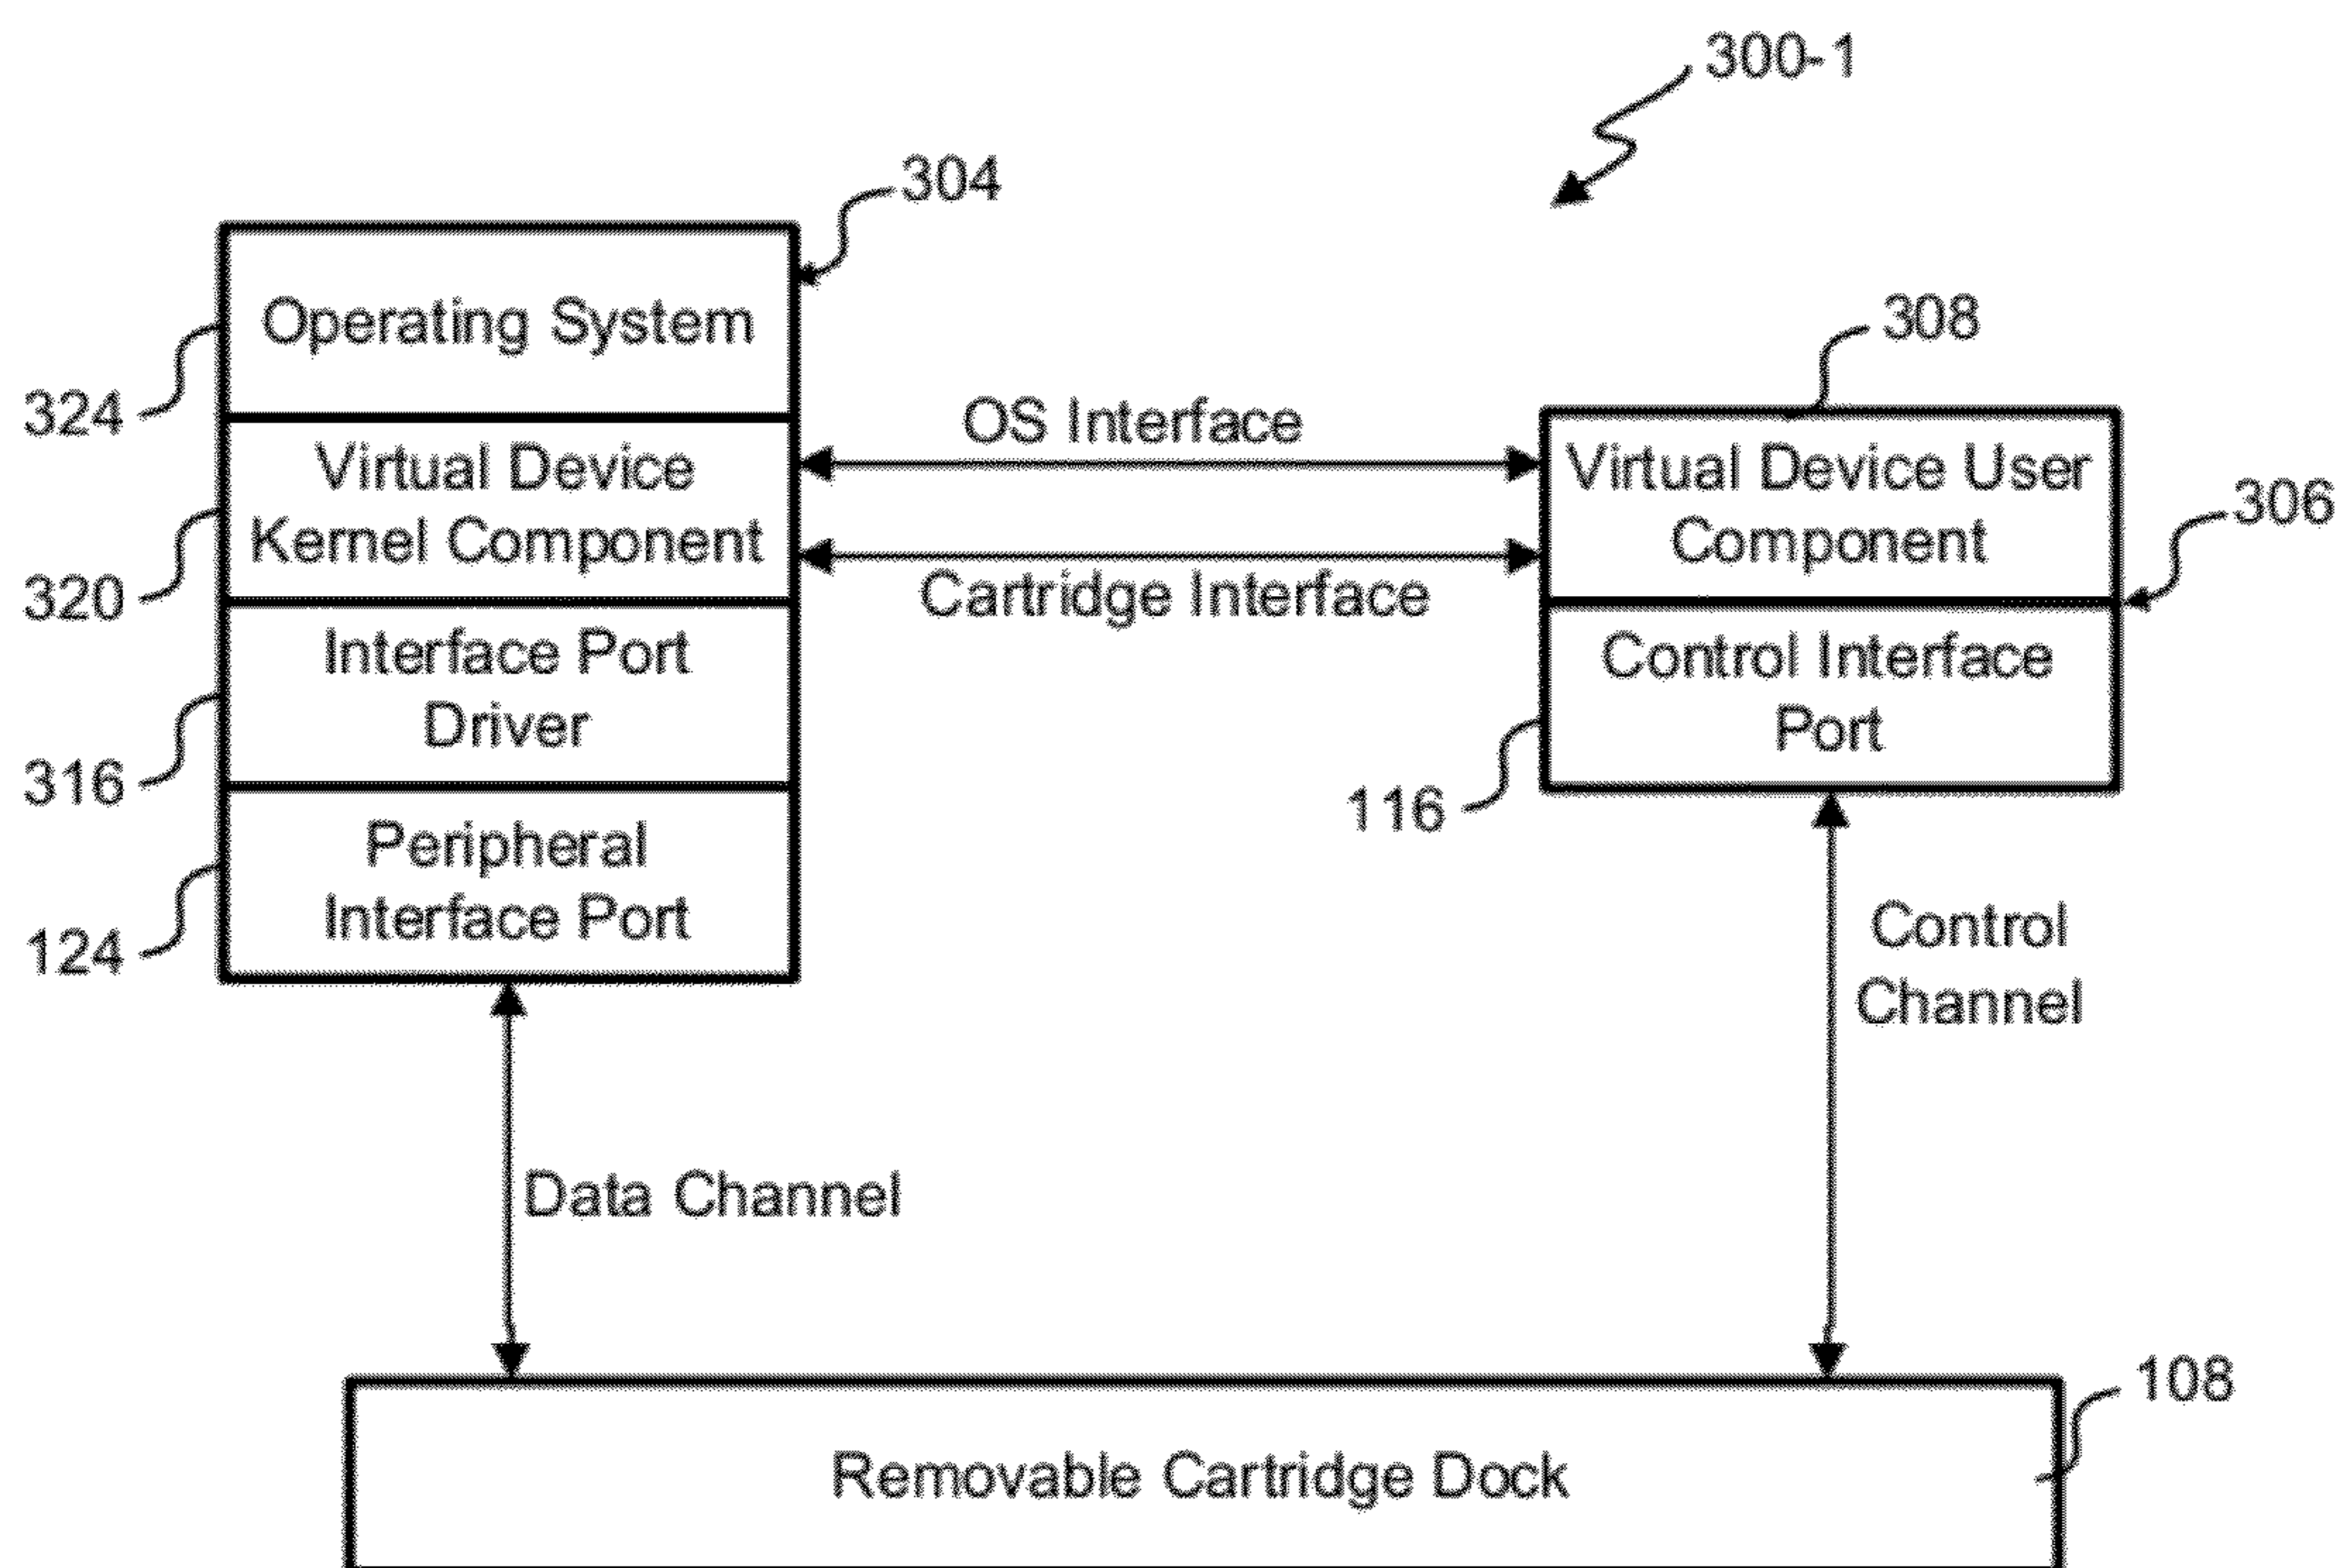 300-1
304
Operating System
308
324
OS Interface
Virtual Device
Kernel Component
Virtual Device User
Component
306
320
Cartridge Interface
Interface Port
Driver
Control Interface
Port
316
116
Peripheral
Interface Port
124
Control
Channel
Data Channel
108
Removable Cartridge Dock